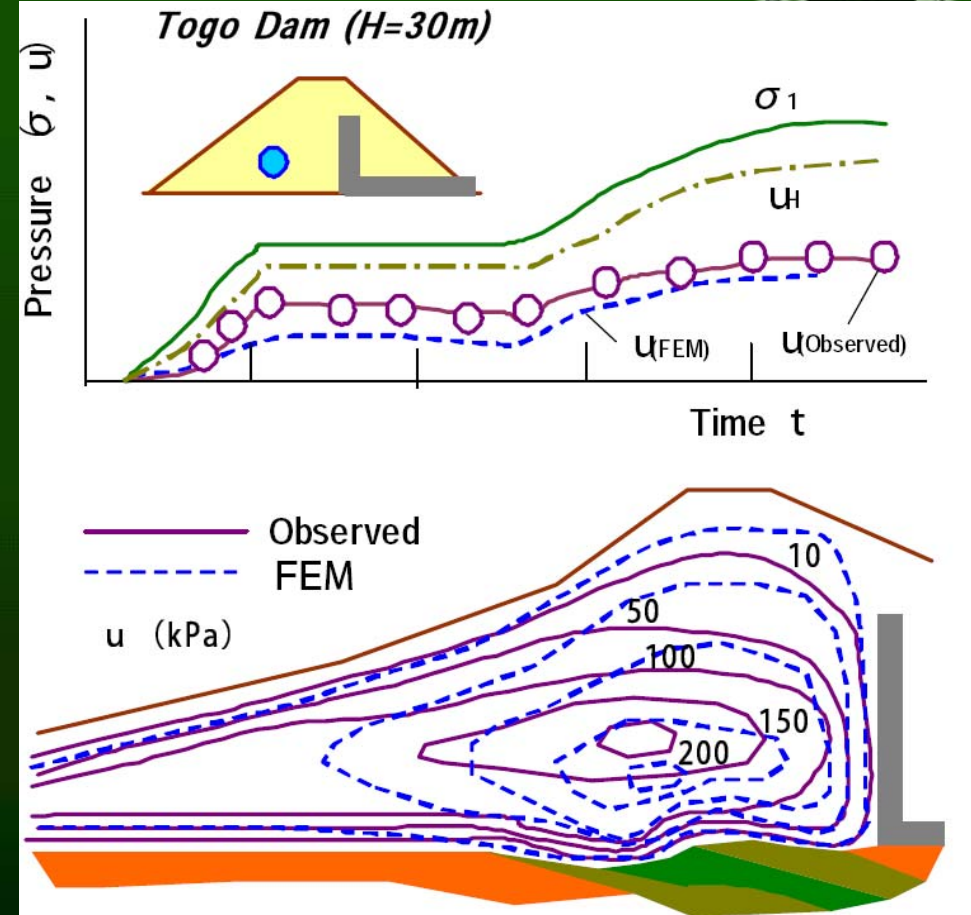 Togo Dam (H=30m)
Pressure (σ, u)
σ1
uH
u(FEM)
u(Observed)
Time t
Observed
FEM
u (kPa)
10
50
100
150
200